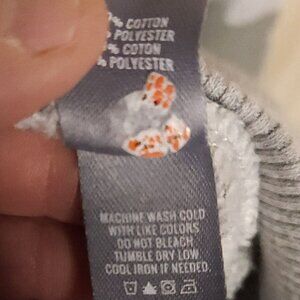 % COTTON
% POLYESTER
% COTON
% POLYESTER
MACHINE WASH COLD
WITH LIKE COLORS
DO NOT BLEACH
TUMBLE DRY LOW
COOL IRON IF NEEDED.